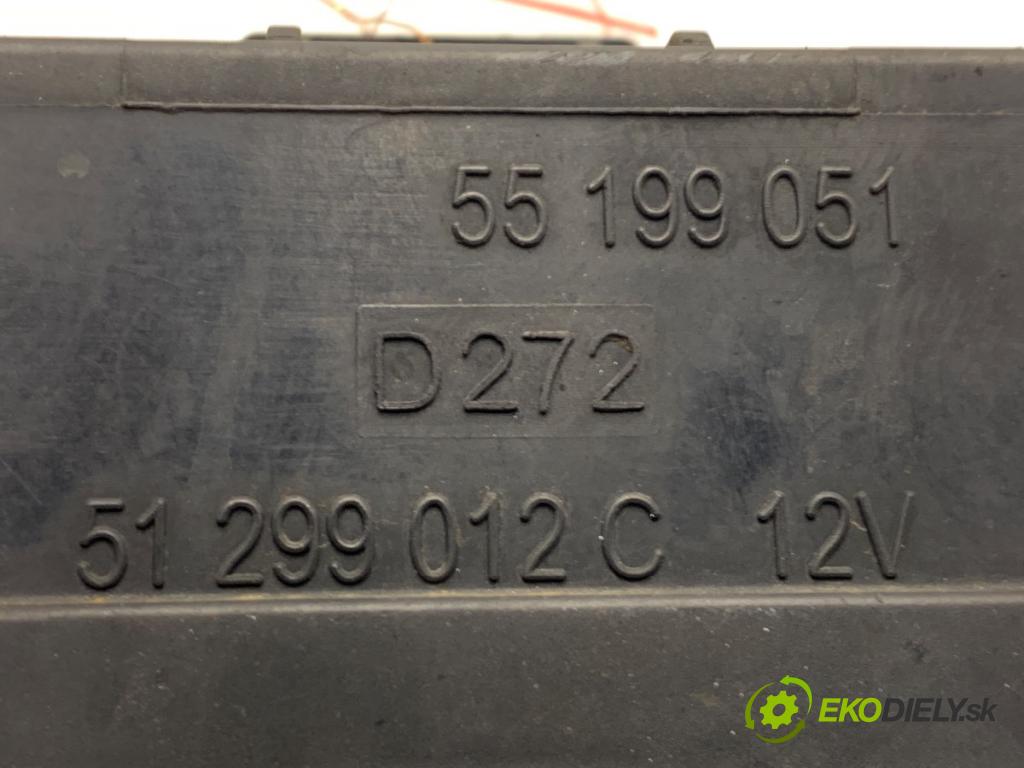 55 199 051
D272
51 299 012 C 12V
EKODIELY.sk